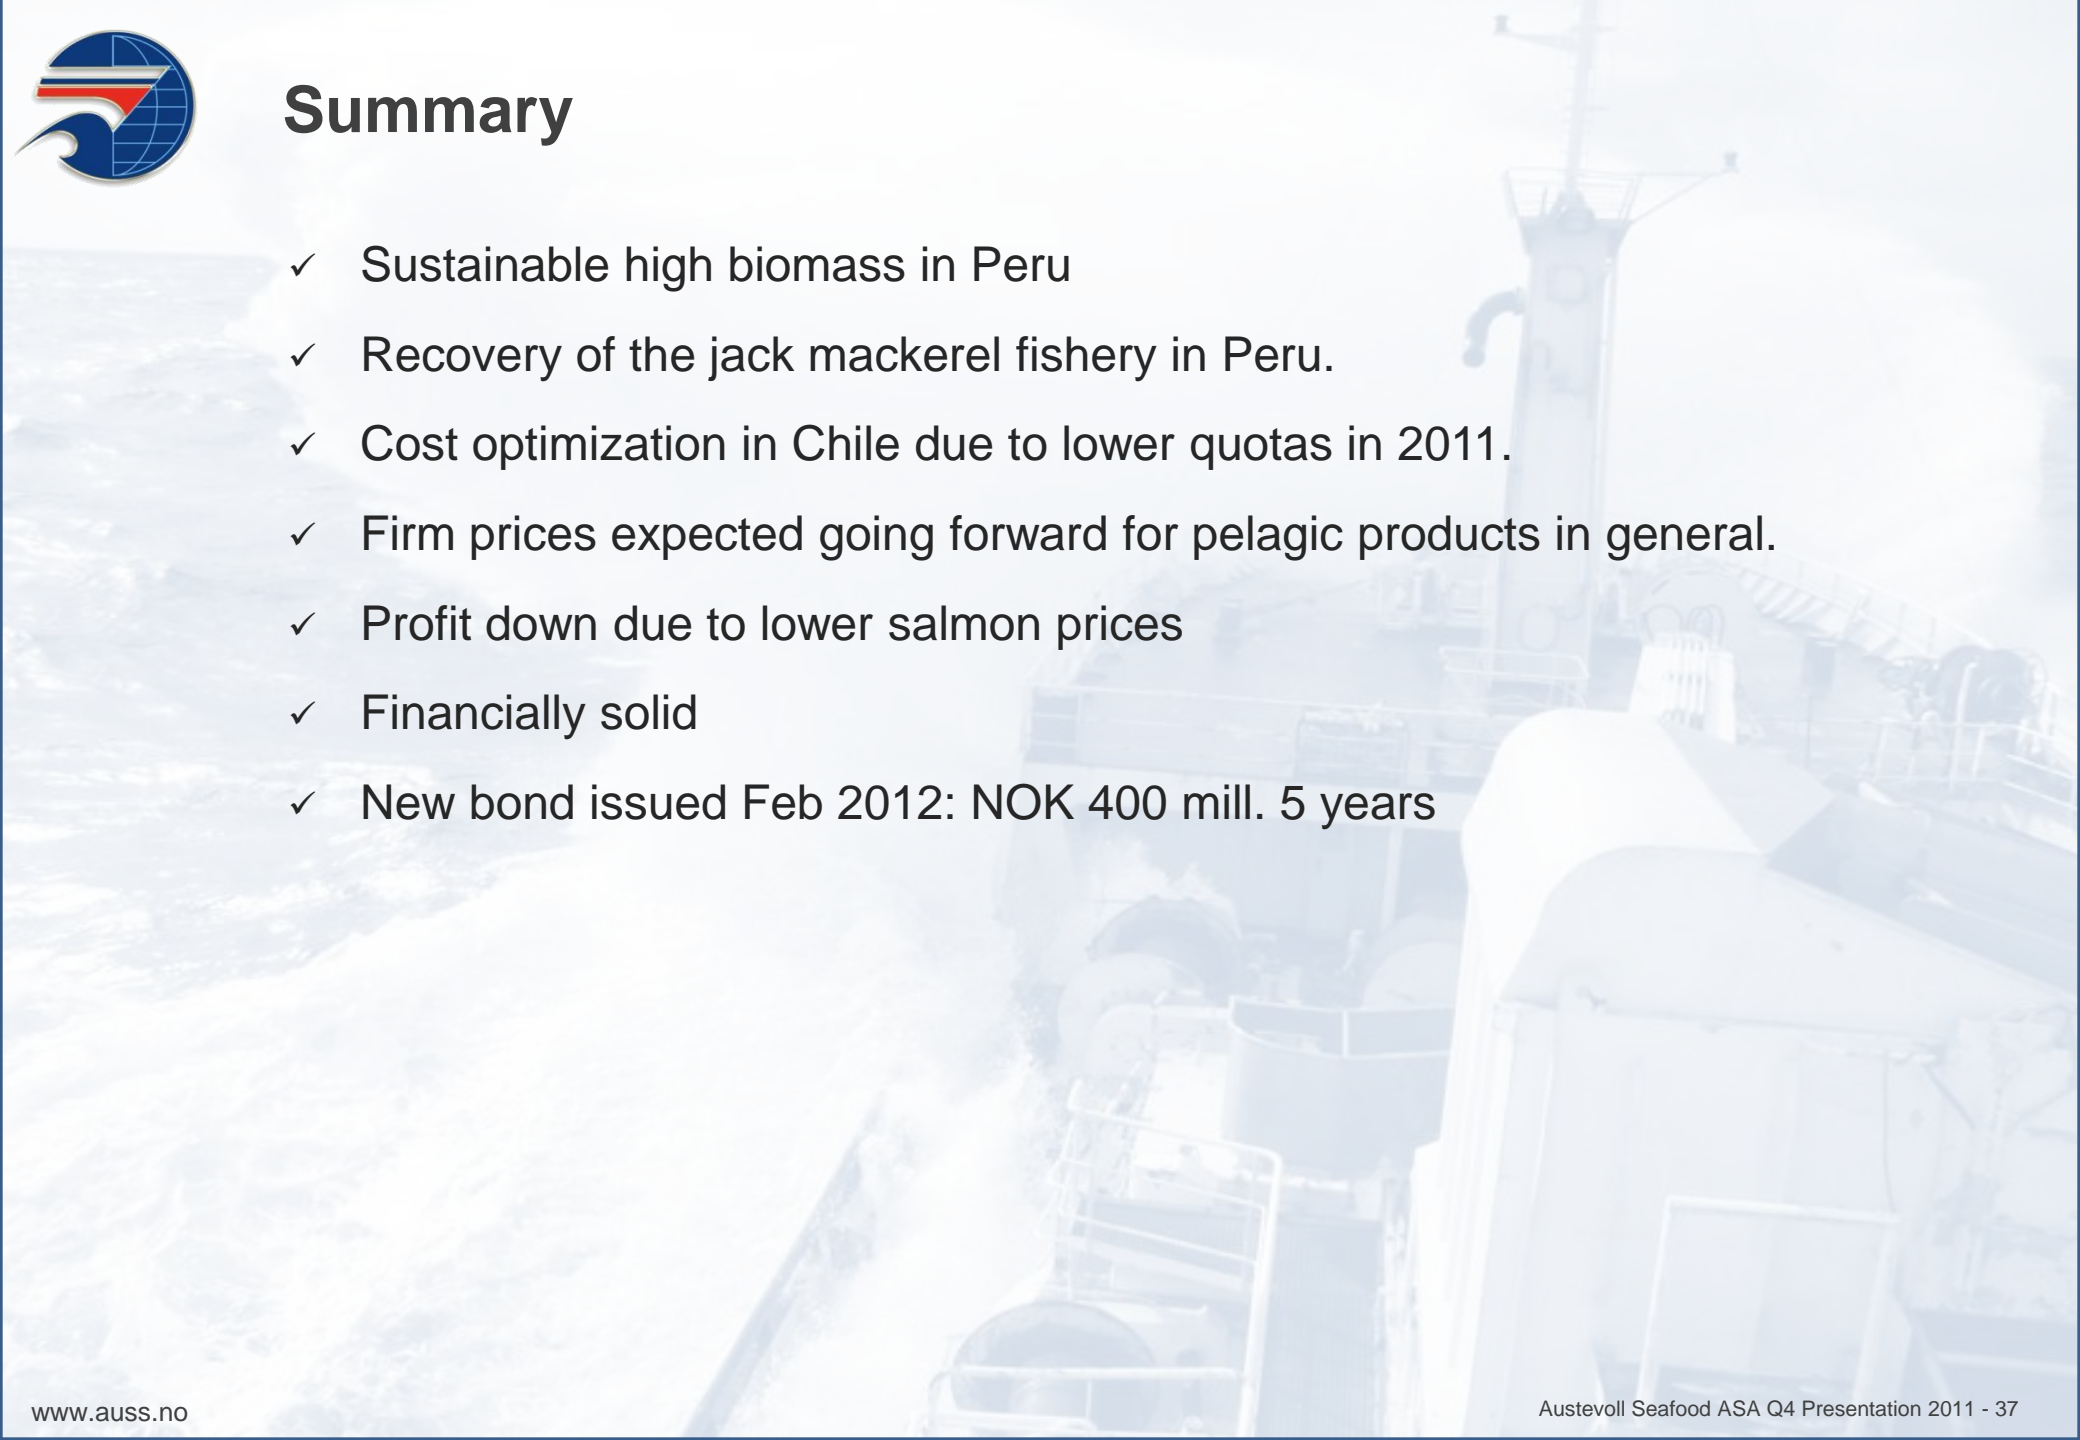 Summary
✓ Sustainable high biomass in Peru
✓ Recovery of the jack mackerel fishery in Peru.
✓ Cost optimization in Chile due to lower quotas in 2011.
✓ Firm prices expected going forward for pelagic products in general.
✓ Profit down due to lower salmon prices
✓ Financially solid
✓ New bond issued Feb 2012: NOK 400 mill. 5 years
www.auss.no
Austevoll Seafood ASA Q4 Presentation 2011 - 37